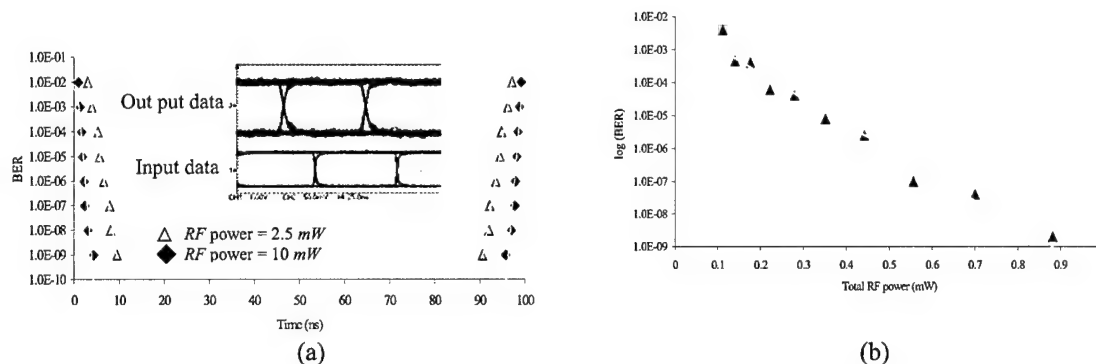 1.0E-01
1.0E-02
1.0E-03
1.0E-04
1.0E-05
1.0E-06
1.0E-07
1.0E-08
1.0E-09
1.0E-10
BER
Out put data
Input data
△ RF power = 2.5 mW
◆ RF power = 10 mW
0 10 20 30 40 50 60 70 80 90 100
Time (ns)
(a)
1.0E-02
1.0E-03
1.0E-04
1.0E-05
1.0E-06
1.0E-07
1.0E-08
1.0E-09
log (BER)
0 0.1 0.2 0.3 0.4 0.5 0.6 0.7 0.8 0.9
Total RF power (mW)
(b)